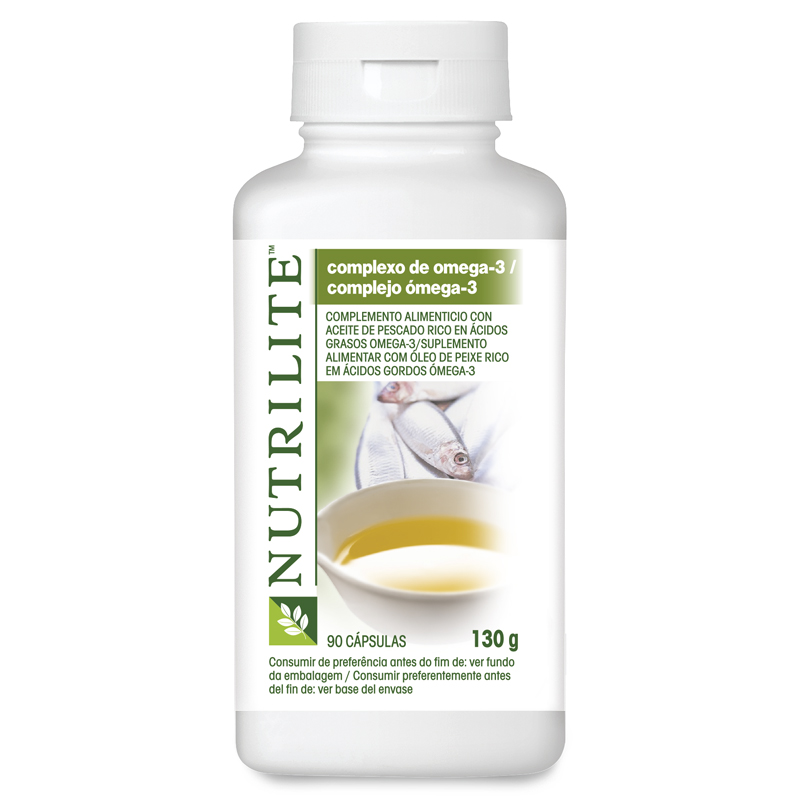 NUTRILITE™
complexo de omega-3 /
complejo ómega-3
COMPLEMENTO ALIMENTICIO CON
ACEITE DE PESCADO RICO EN ÁCIDOS
GRASOS OMEGA-3/SUPLEMENTO
ALIMENTAR COM ÓLEO DE PEIXE RICO
EM ÁCIDOS GORDOS ÓMEGA-3
90 CÁPSULAS
130 g
Consumir de preferência antes do fim de: ver fundo
da embalagem / Consumir preferentemente antes
del fin de: ver base del envase